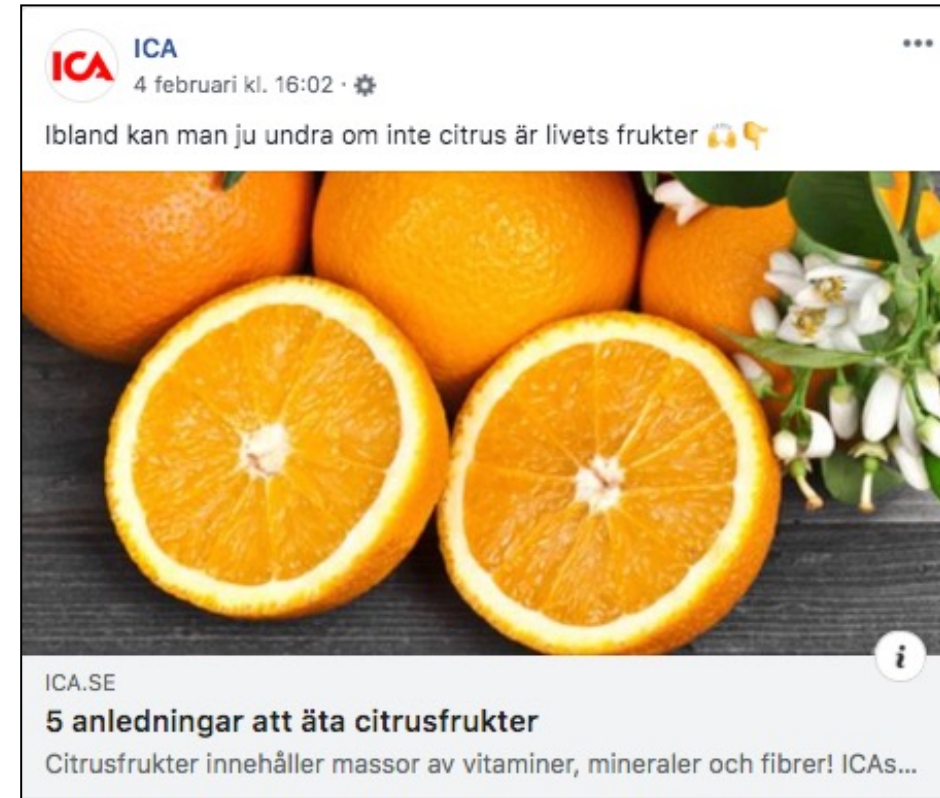 ICA
ICA
4 februari kl. 16:02 ·
Ibland kan man ju undra om inte citrus är livets frukter 🙌👇
i
ICA.SE
5 anledningar att äta citrusfrukter
Citrusfrukter innehåller massor av vitaminer, mineraler och fibrer! ICAs...